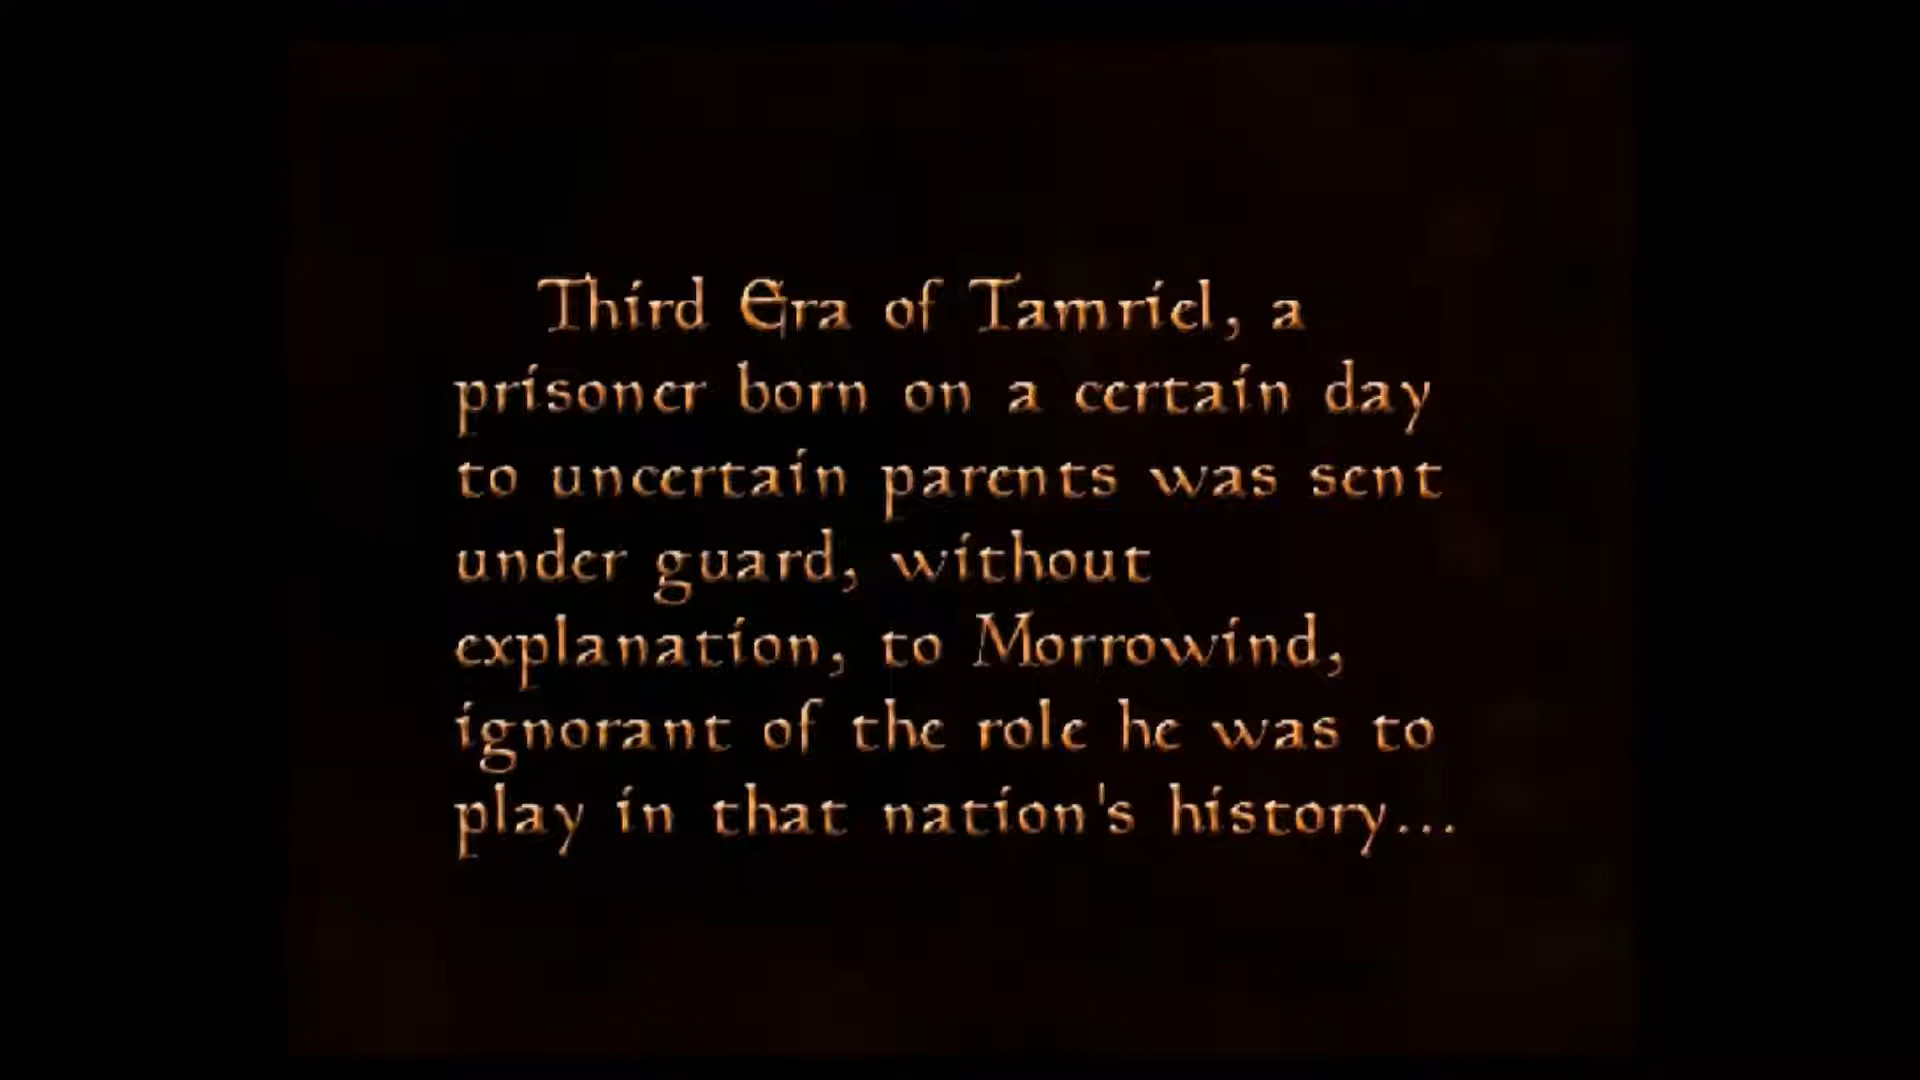 Third Era of Tamriel, a
prisoner born on a certain day
to uncertain parents was sent
under guard, without
explanation, to Morrowind,
ignorant of the role he was to
play in that nation's history...